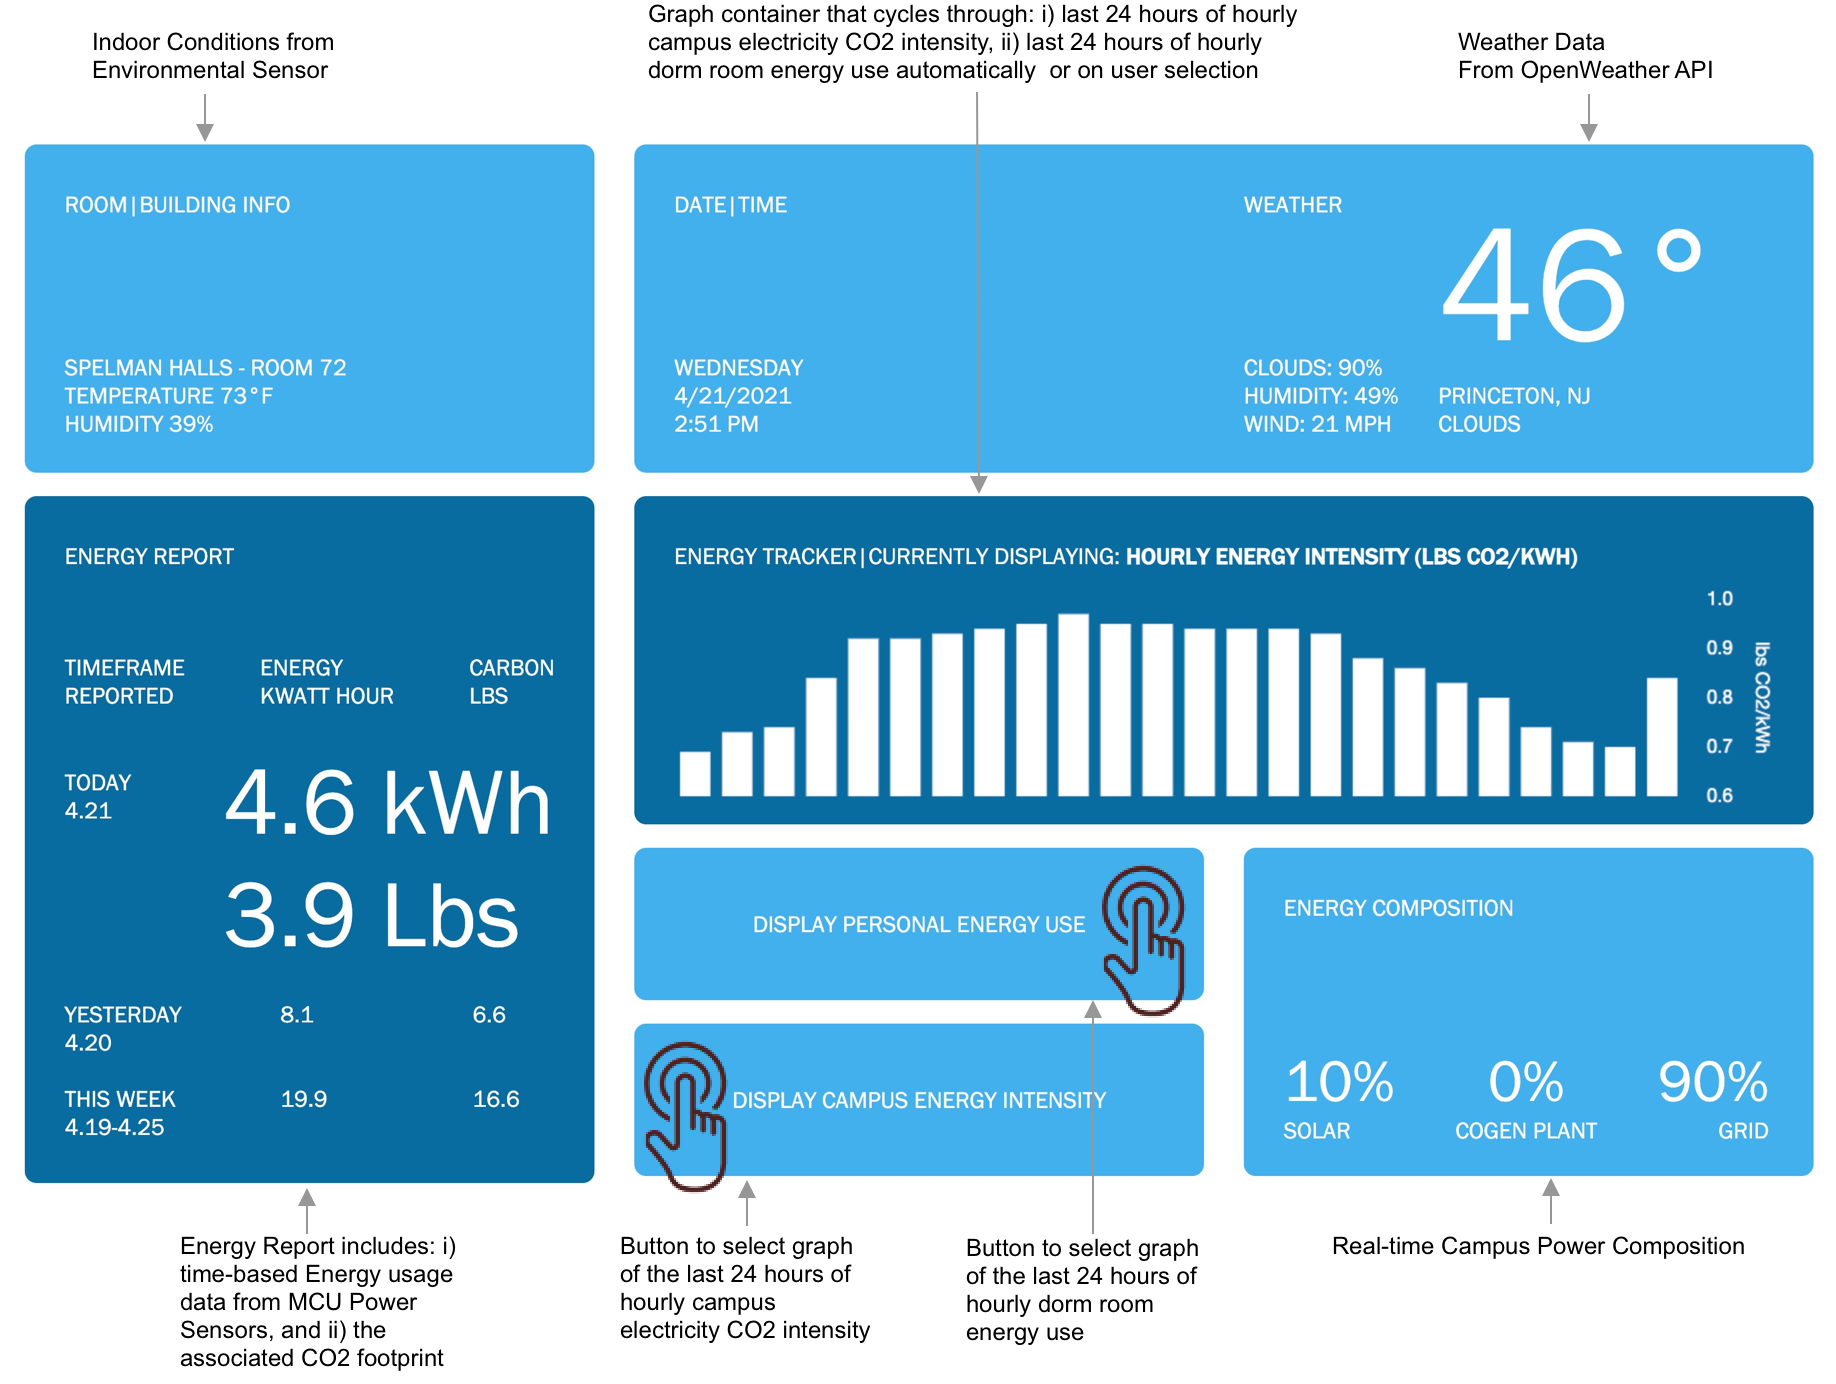 Indoor Conditions from
Environmental Sensor
Graph container that cycles through: i) last 24 hours of hourly
campus electricity CO2 intensity, ii) last 24 hours of hourly
dorm room energy use automatically  or on user selection
Weather Data
From OpenWeather API
ROOM|BUILDING INFO
SPELMAN HALLS - ROOM 72
TEMPERATURE 73°F
HUMIDITY 39%
DATE|TIME
WEDNESDAY
4/21/2021
2:51 PM
WEATHER
46°
CLOUDS: 90%
HUMIDITY: 49%
WIND: 21 MPH
PRINCETON, NJ
CLOUDS
ENERGY REPORT
TIMEFRAME REPORTED
ENERGY KWATT HOUR
CARBON LBS
TODAY
4.21
4.6 kWh
3.9 Lbs
YESTERDAY 8.1 6.6
4.20
THIS WEEK 19.9 16.6
4.19-4.25
ENERGY TRACKER|CURRENTLY DISPLAYING: HOURLY ENERGY INTENSITY (LBS CO2/KWH)
1.0
0.9
0.8
0.7
0.6
lbs CO2/kWh
DISPLAY PERSONAL ENERGY USE
DISPLAY CAMPUS ENERGY INTENSITY
ENERGY COMPOSITION
10% 0% 90%
SOLAR COGEN PLANT GRID
Energy Report includes: i)
time-based Energy usage
data from MCU Power
Sensors, and ii) the
associated CO2 footprint
Button to select graph
of the last 24 hours of
hourly campus
electricity CO2 intensity
Button to select graph
of the last 24 hours of
hourly dorm room
energy use
Real-time Campus Power Composition